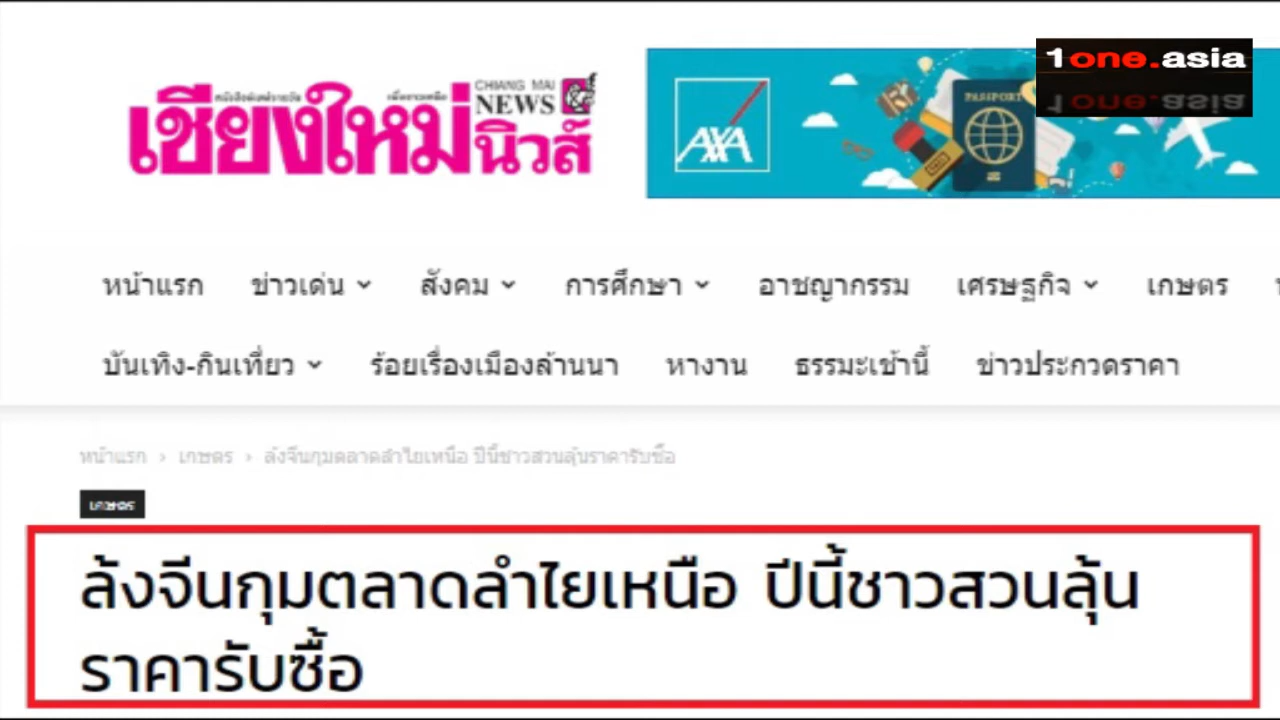 1one.asia
เชียงใหม่นิวส์
CHIANG MAI
NEWS
AXA
PASSPORT
หน้าแรก ข่าวเด่น สังคม การศึกษา อาชญากรรม เศรษฐกิจ เกษตร
บันเทิง-กินเที่ยว ร้อยเรื่องเมืองล้านนา หางาน ธรรมะเช้านี้ ข่าวประกวดราคา
หน้าแรก › เกษตร › ล้งจีนกุมตลาดลำไยเหนือ ปีนี้ชาวสวนลุ้นราคารับซื้อ
เกษตร
ล้งจีนกุมตลาดลำไยเหนือ ปีนี้ชาวสวนลุ้น
ราคารับซื้อ